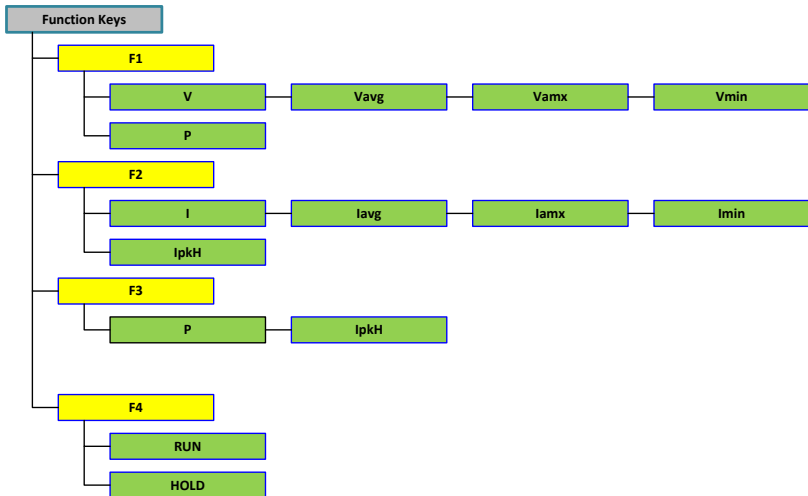 Function Keys
F1
V Vavg Vamx Vmin
P
F2
I Iavg Iamx Imin
IpkH
F3
P IpkH
F4
RUN
HOLD